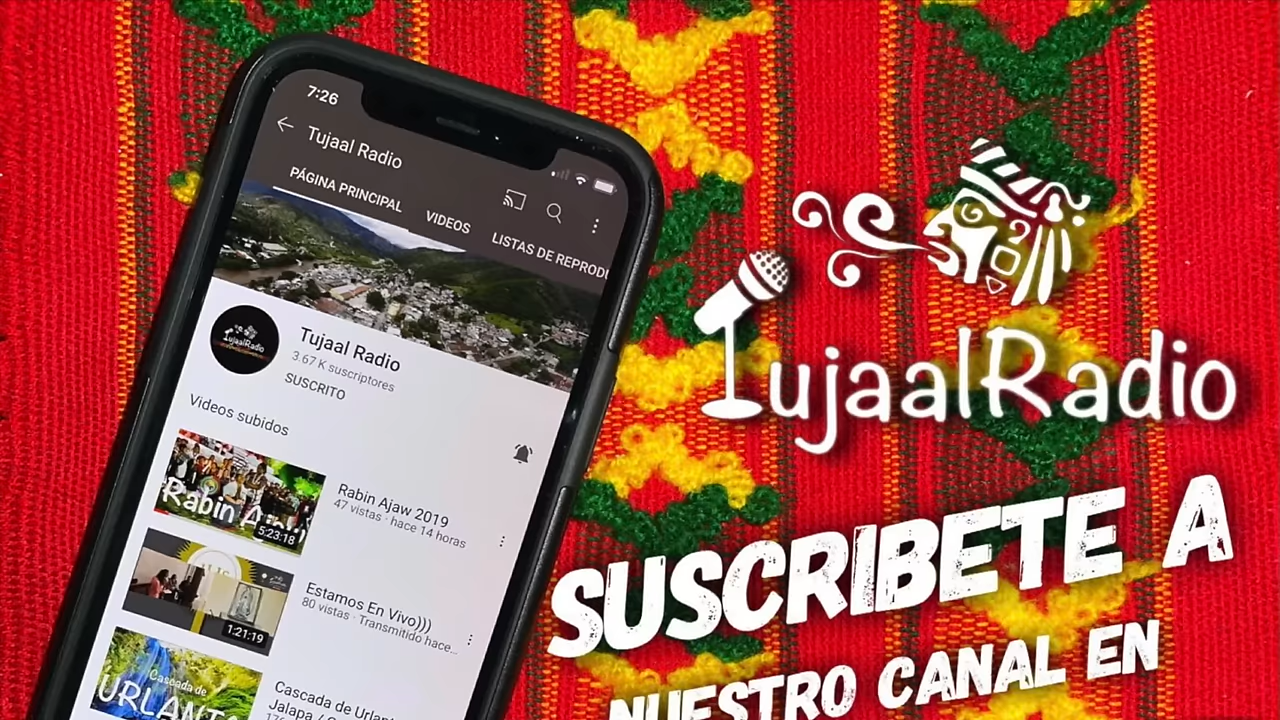 7:26
Tujaal Radio
PÁGINA PRINCIPAL
VIDEOS
LISTAS DE REPRODU
TujaalRadio
Tujaal Radio
3.67 K suscriptores
SUSCRITO
Videos subidos
Rabin Ajaw
5:23:18
Rabin Ajaw 2019
47 vistas · hace 14 horas
1:21:19
Estamos En Vivo)))
80 vistas · Transmitido hace...
Cascada de
URLANTA
Cascada de Urlant
Jalapa / G
TujaalRadio
SUSCRIBETE A
NUESTRO CANAL EN